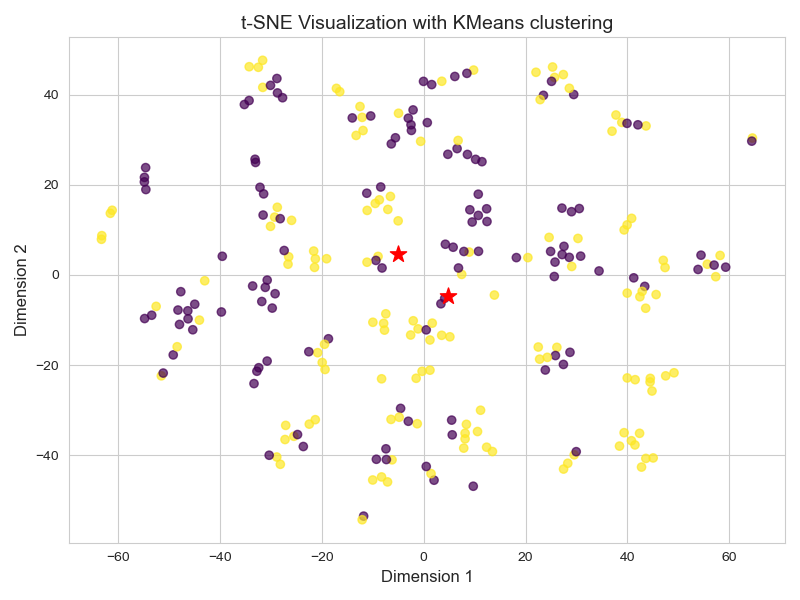 t-SNE Visualization with KMeans clustering
Dimension 2
40
20
0
−20
−40
−60 −40 −20 0 20 40 60
Dimension 1